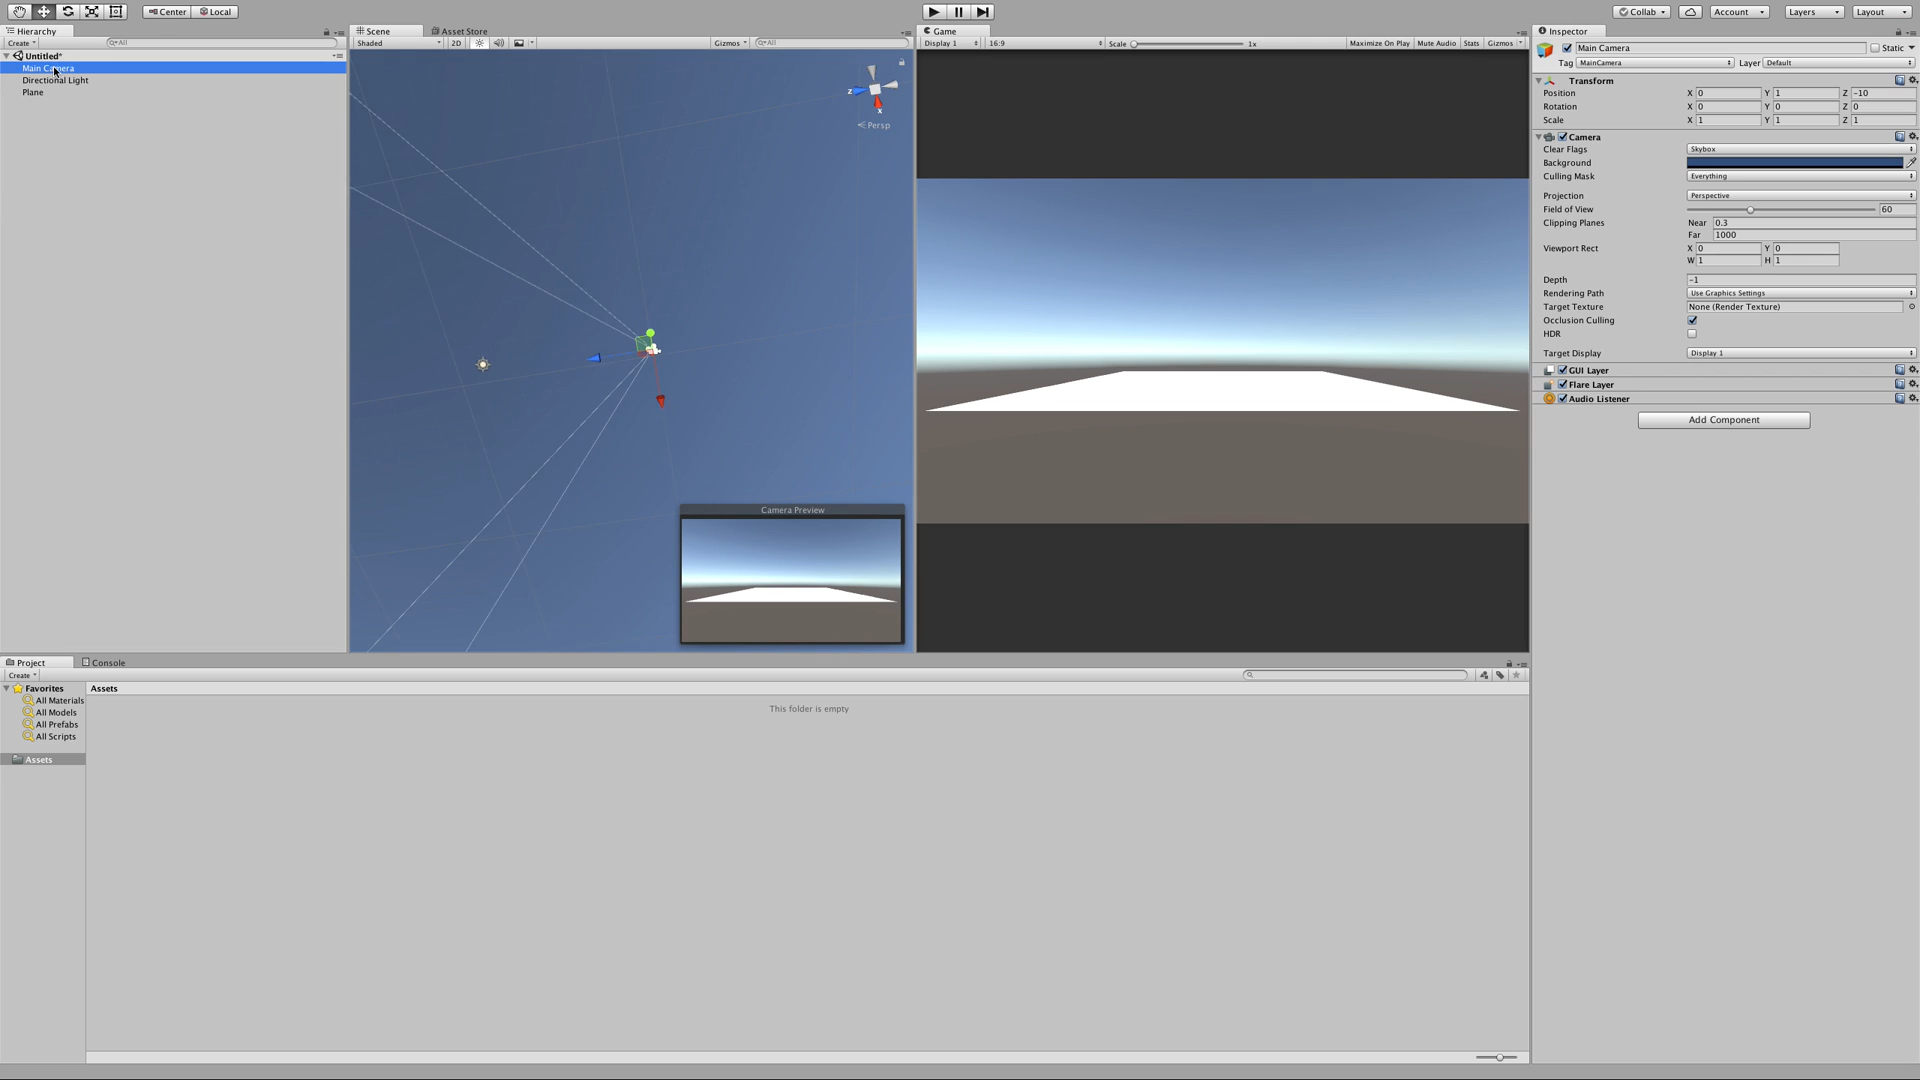 Center Local
Collab Account Layers Layout
Hierarchy
Create All
Untitled*
Main Camera
Directional Light
Plane
Scene Asset Store
Shaded 2D Gizmos All
z
x
Persp
Camera Preview
Game
Display 1 16:9 Scale 1x Maximize On Play Mute Audio Stats Gizmos
Inspector
Main Camera Static
Tag MainCamera Layer Default
Transform
Position X 0 Y 1 Z -10
Rotation X 0 Y 0 Z 0
Scale X 1 Y 1 Z 1
Camera
Clear Flags Skybox
Background
Culling Mask Everything
Projection Perspective
Field of View 60
Clipping Planes Near 0.3
Far 1000
Viewport Rect X 0 Y 0
W 1 H 1
Depth -1
Rendering Path Use Graphics Settings
Target Texture None (Render Texture)
Occlusion Culling
HDR
Target Display Display 1
GUI Layer
Flare Layer
Audio Listener
Add Component
Project Console
Create
Favorites
All Materials
All Models
All Prefabs
All Scripts
Assets
Assets
This folder is empty